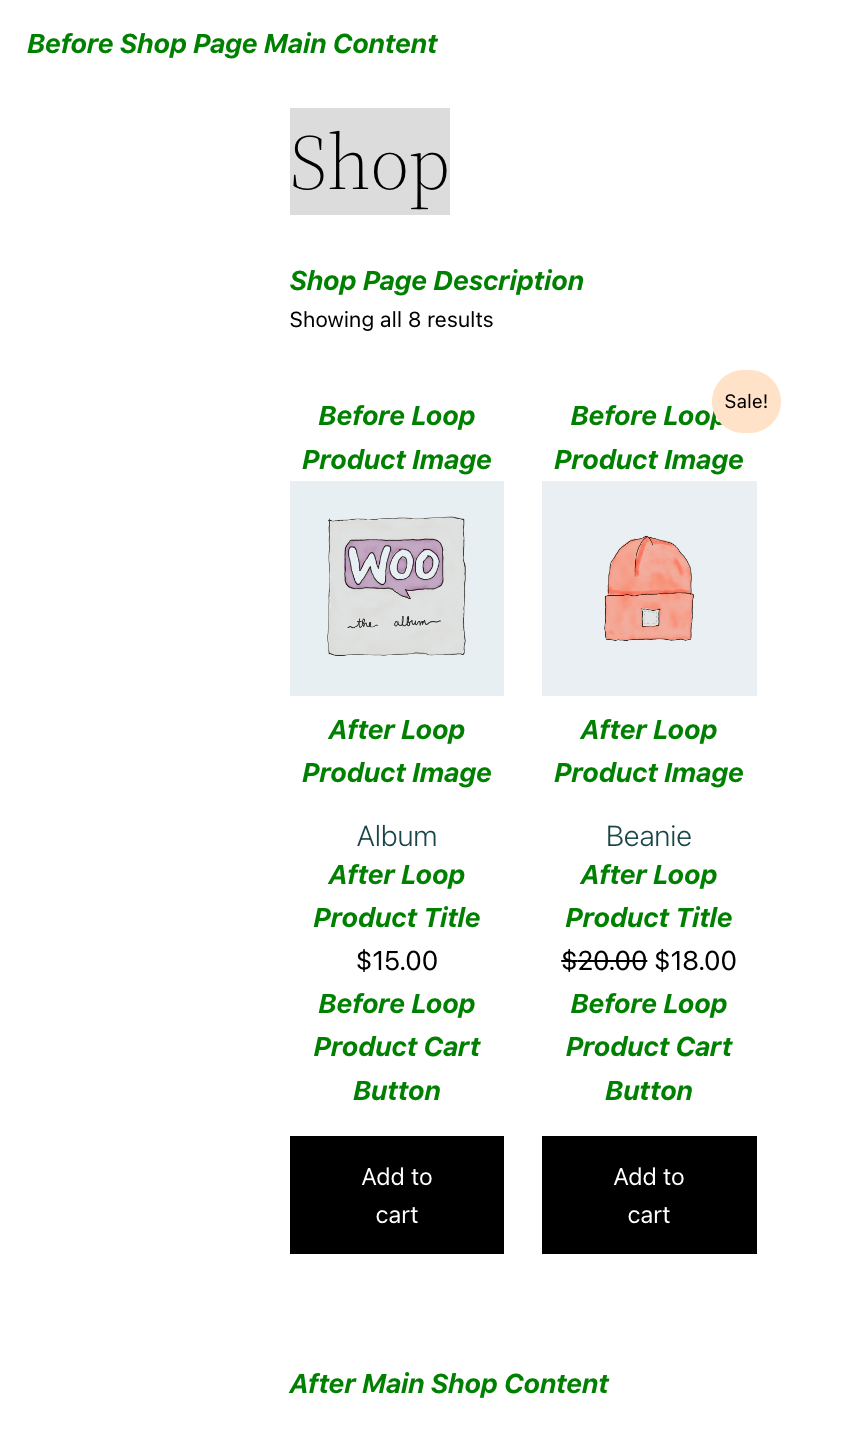 Before Shop Page Main Content
Shop
Shop Page Description
Showing all 8 results
Sale!
Before Loop
Product Image
WOO
the album
After Loop
Product Image
Album
After Loop
Product Title
$15.00
Before Loop
Product Cart
Button
Add to
cart
Before Loop
Product Image
After Loop
Product Image
Beanie
After Loop
Product Title
$20.00 $18.00
Before Loop
Product Cart
Button
Add to
cart
After Main Shop Content